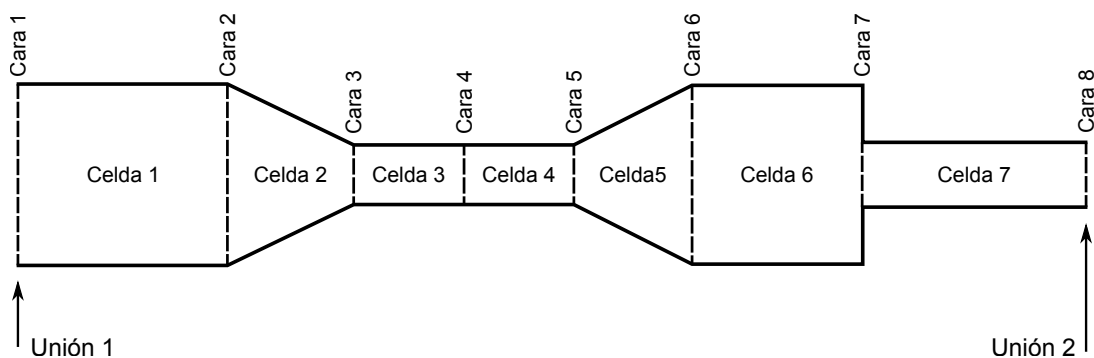 Cara 1
Cara 2
Cara 3
Cara 4
Cara 5
Cara 6
Cara 7
Cara 8
Celda 1
Celda 2
Celda 3
Celda 4
Celda5
Celda 6
Celda 7
Unión 1
Unión 2